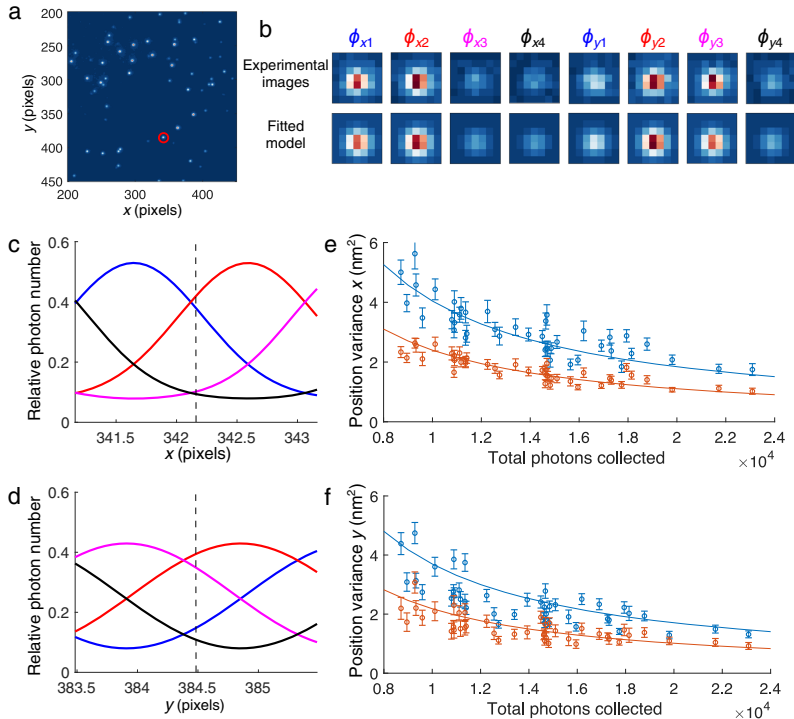 a
200
250
300
350
400
450
y (pixels)
200 300 400
x (pixels)
b
ϕx1 ϕx2 ϕx3 ϕx4 ϕy1 ϕy2 ϕy3 ϕy4
Experimental
images
Fitted
model
c
0.6
0.4
0.2
0
Relative photon number
341.5 342 342.5 343
x (pixels)
d
0.6
0.4
0.2
0
Relative photon number
383.5 384 384.5 385
y (pixels)
e
6
4
2
0
Position variance x (nm²)
0.8 1 1.2 1.4 1.6 1.8 2 2.2 2.4
Total photons collected
×10⁴
f
6
4
2
0
Position variance y (nm²)
0.8 1 1.2 1.4 1.6 1.8 2 2.2 2.4
Total photons collected
×10⁴